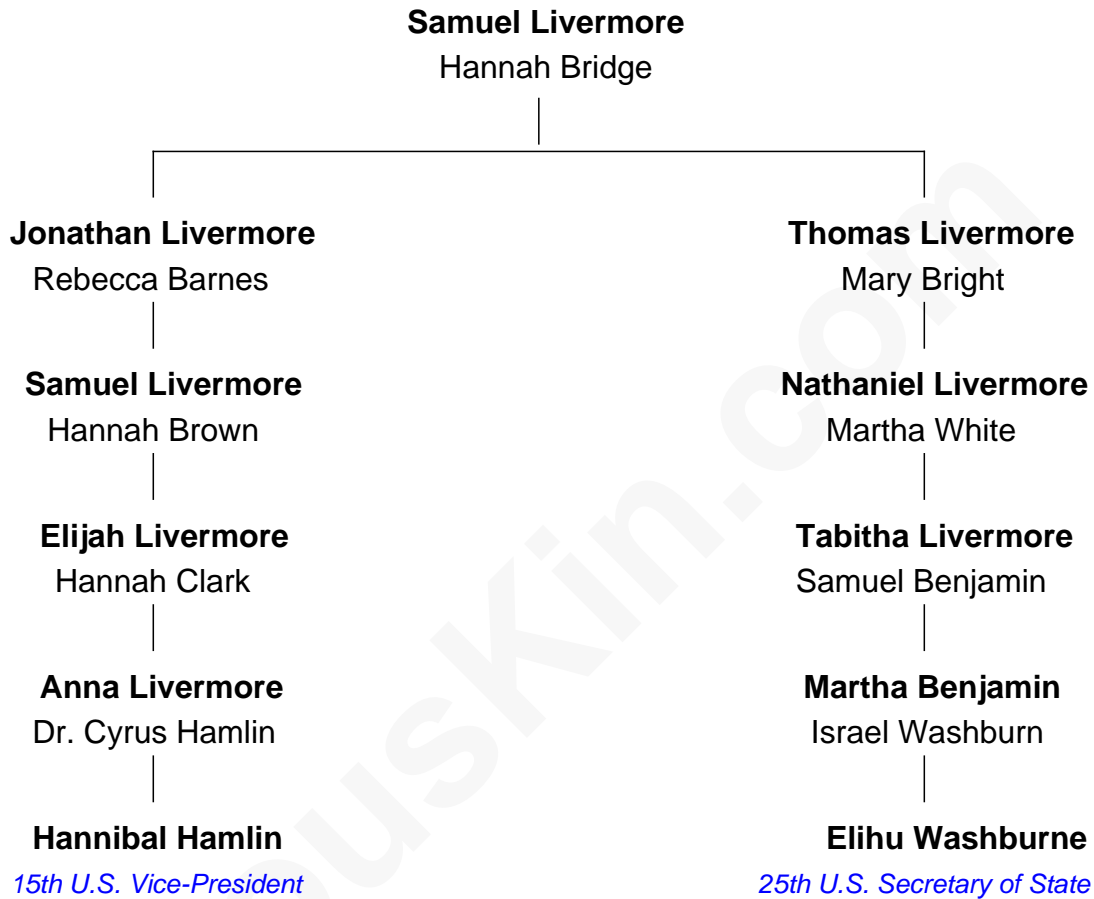 Samuel Livermore
Hannah Bridge
Jonathan Livermore
Rebecca Barnes
Thomas Livermore
Mary Bright
Samuel Livermore
Hannah Brown
Nathaniel Livermore
Martha White
Elijah Livermore
Hannah Clark
Tabitha Livermore
Samuel Benjamin
Anna Livermore
Dr. Cyrus Hamlin
Martha Benjamin
Israel Washburn
Hannibal Hamlin
15th U.S. Vice-President
Elihu Washburne
25th U.S. Secretary of State
ousKin.com